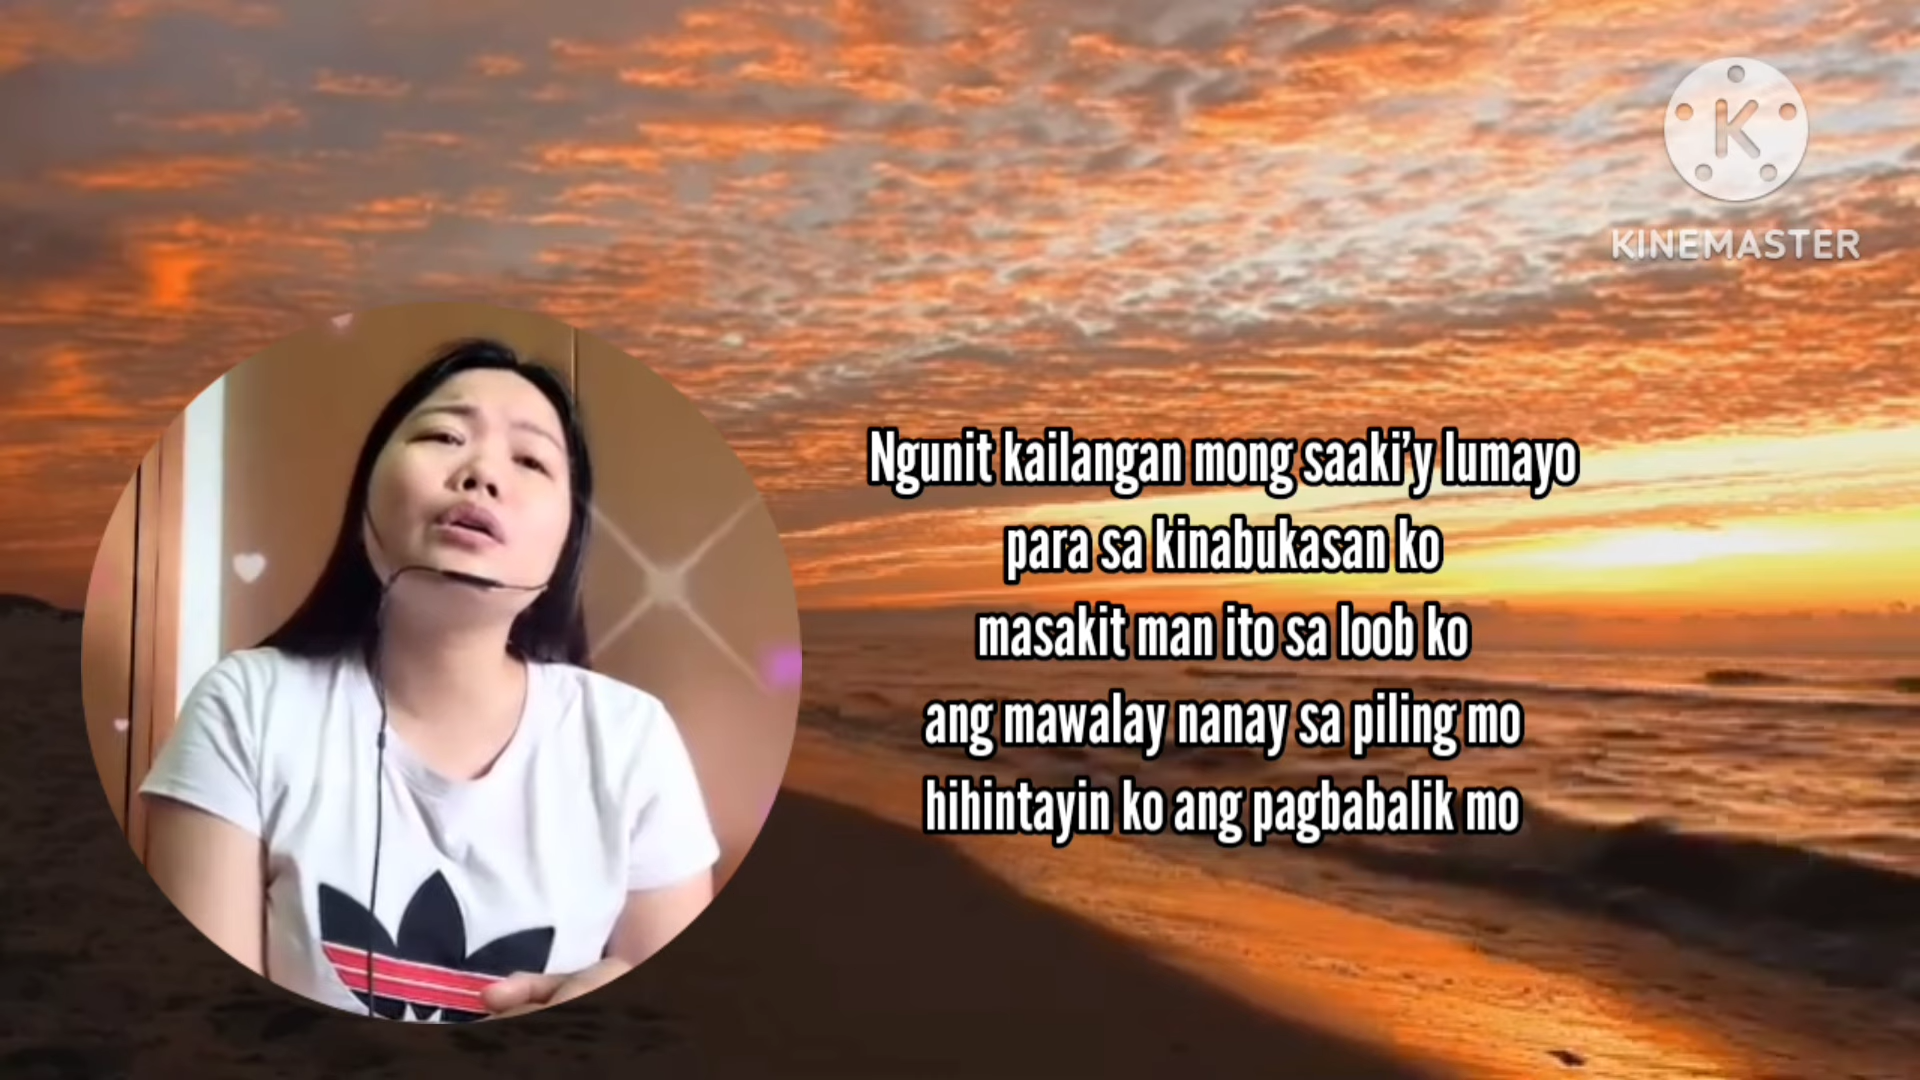 K
KINEMASTER
Ngunit kailangan mong saaki’y lumayo
para sa kinabukasan ko
masakit man ito sa loob ko
ang mawalay nanay sa piling mo
hihintayin ko ang pagbabalik mo